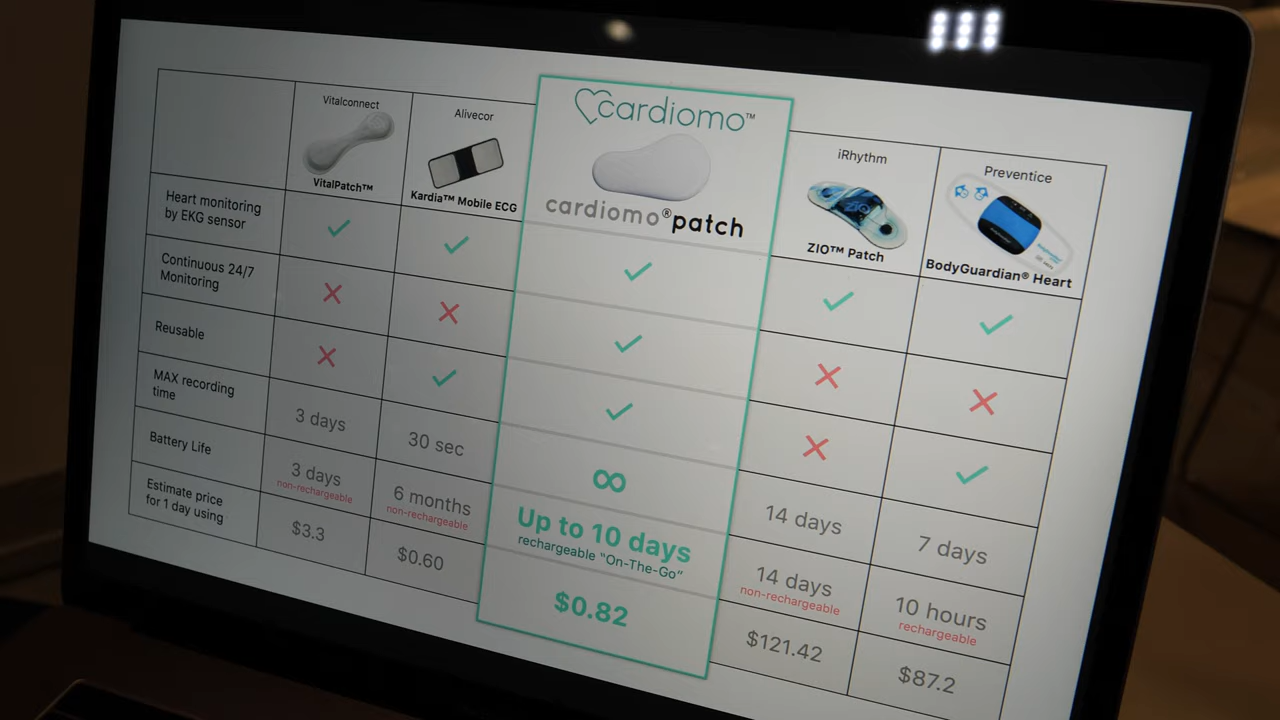 Vitalconnect
VitalPatch™
Alivecor
Kardia™ Mobile ECG
cardiomo™
cardiomo®patch
iRhythm
ZIO™ Patch
Preventice
BodyGuardian® Heart
Heart monitoring
by EKG sensor
Continuous 24/7
Monitoring
Reusable
MAX recording
time
3 days
30 sec
∞
14 days
7 days
Battery Life
3 days
non-rechargeable
6 months
non-rechargeable
Up to 10 days
rechargeable “On-The-Go”
14 days
non-rechargeable
10 hours
rechargeable
Estimate price
for 1 day using
$3.3
$0.60
$0.82
$121.42
$87.2